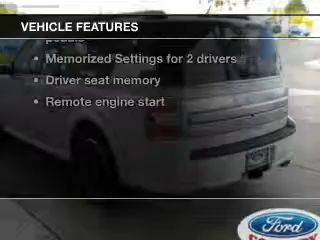 VEHICLE FEATURES
• Memorized Settings for 2 drivers
• Driver seat memory
• Remote engine start
Ford